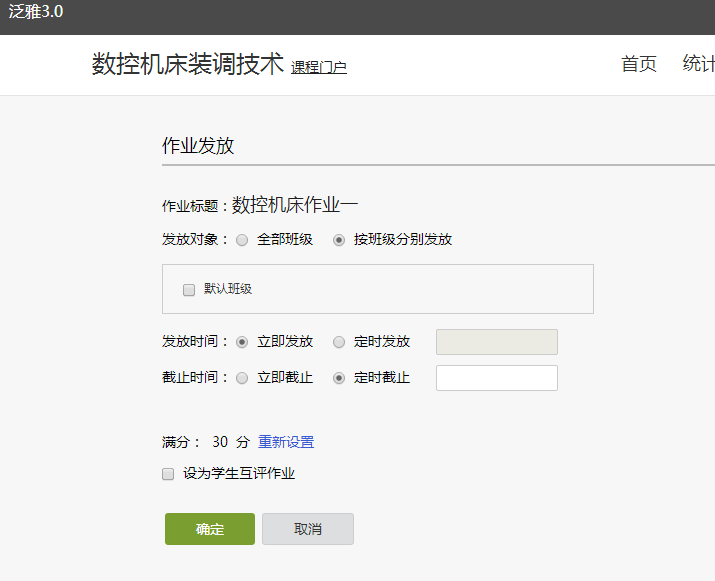 泛雅3.0
数控机床装调技术 课程门户 首页 统计
作业发放
作业标题：数控机床作业一
发放对象： 全部班级 按班级分别发放
默认班级
发放时间： 立即发放 定时发放
截止时间： 立即截止 定时截止
满分： 30 分 重新设置
设为学生互评作业
确定 取消